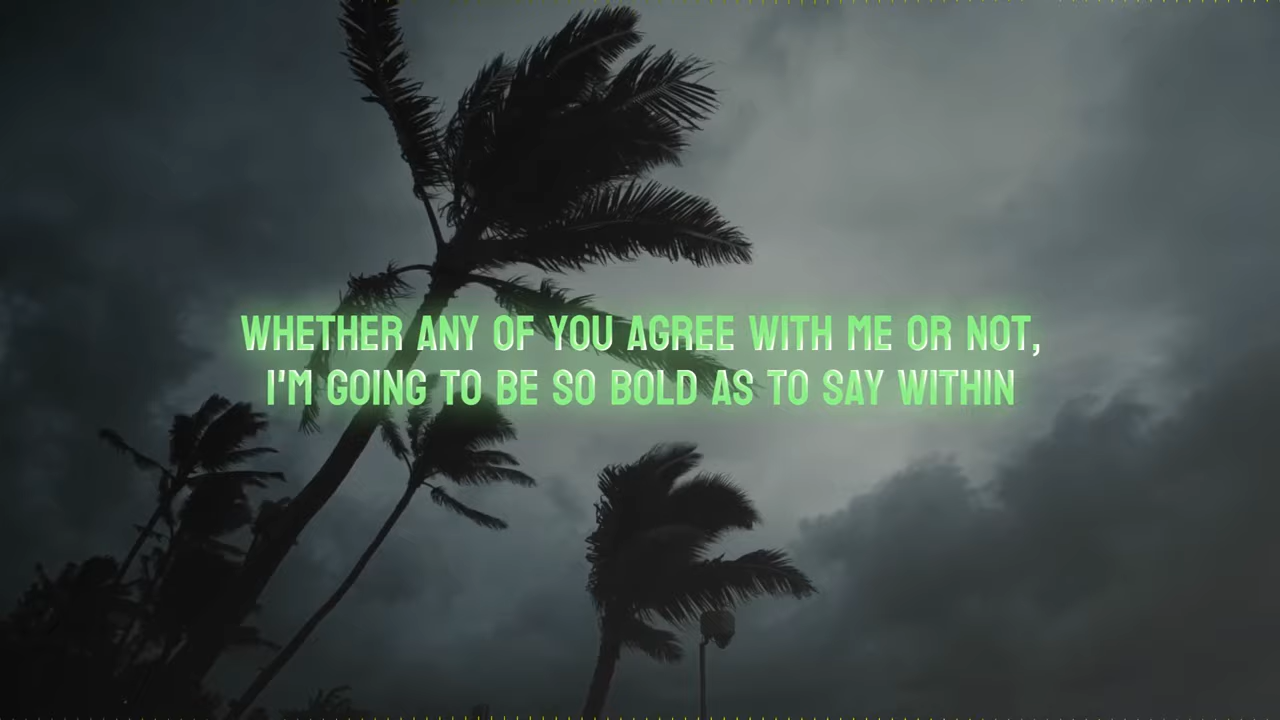 WHETHER ANY OF YOU AGREE WITH ME OR NOT,
I'M GOING TO BE SO BOLD AS TO SAY WITHIN